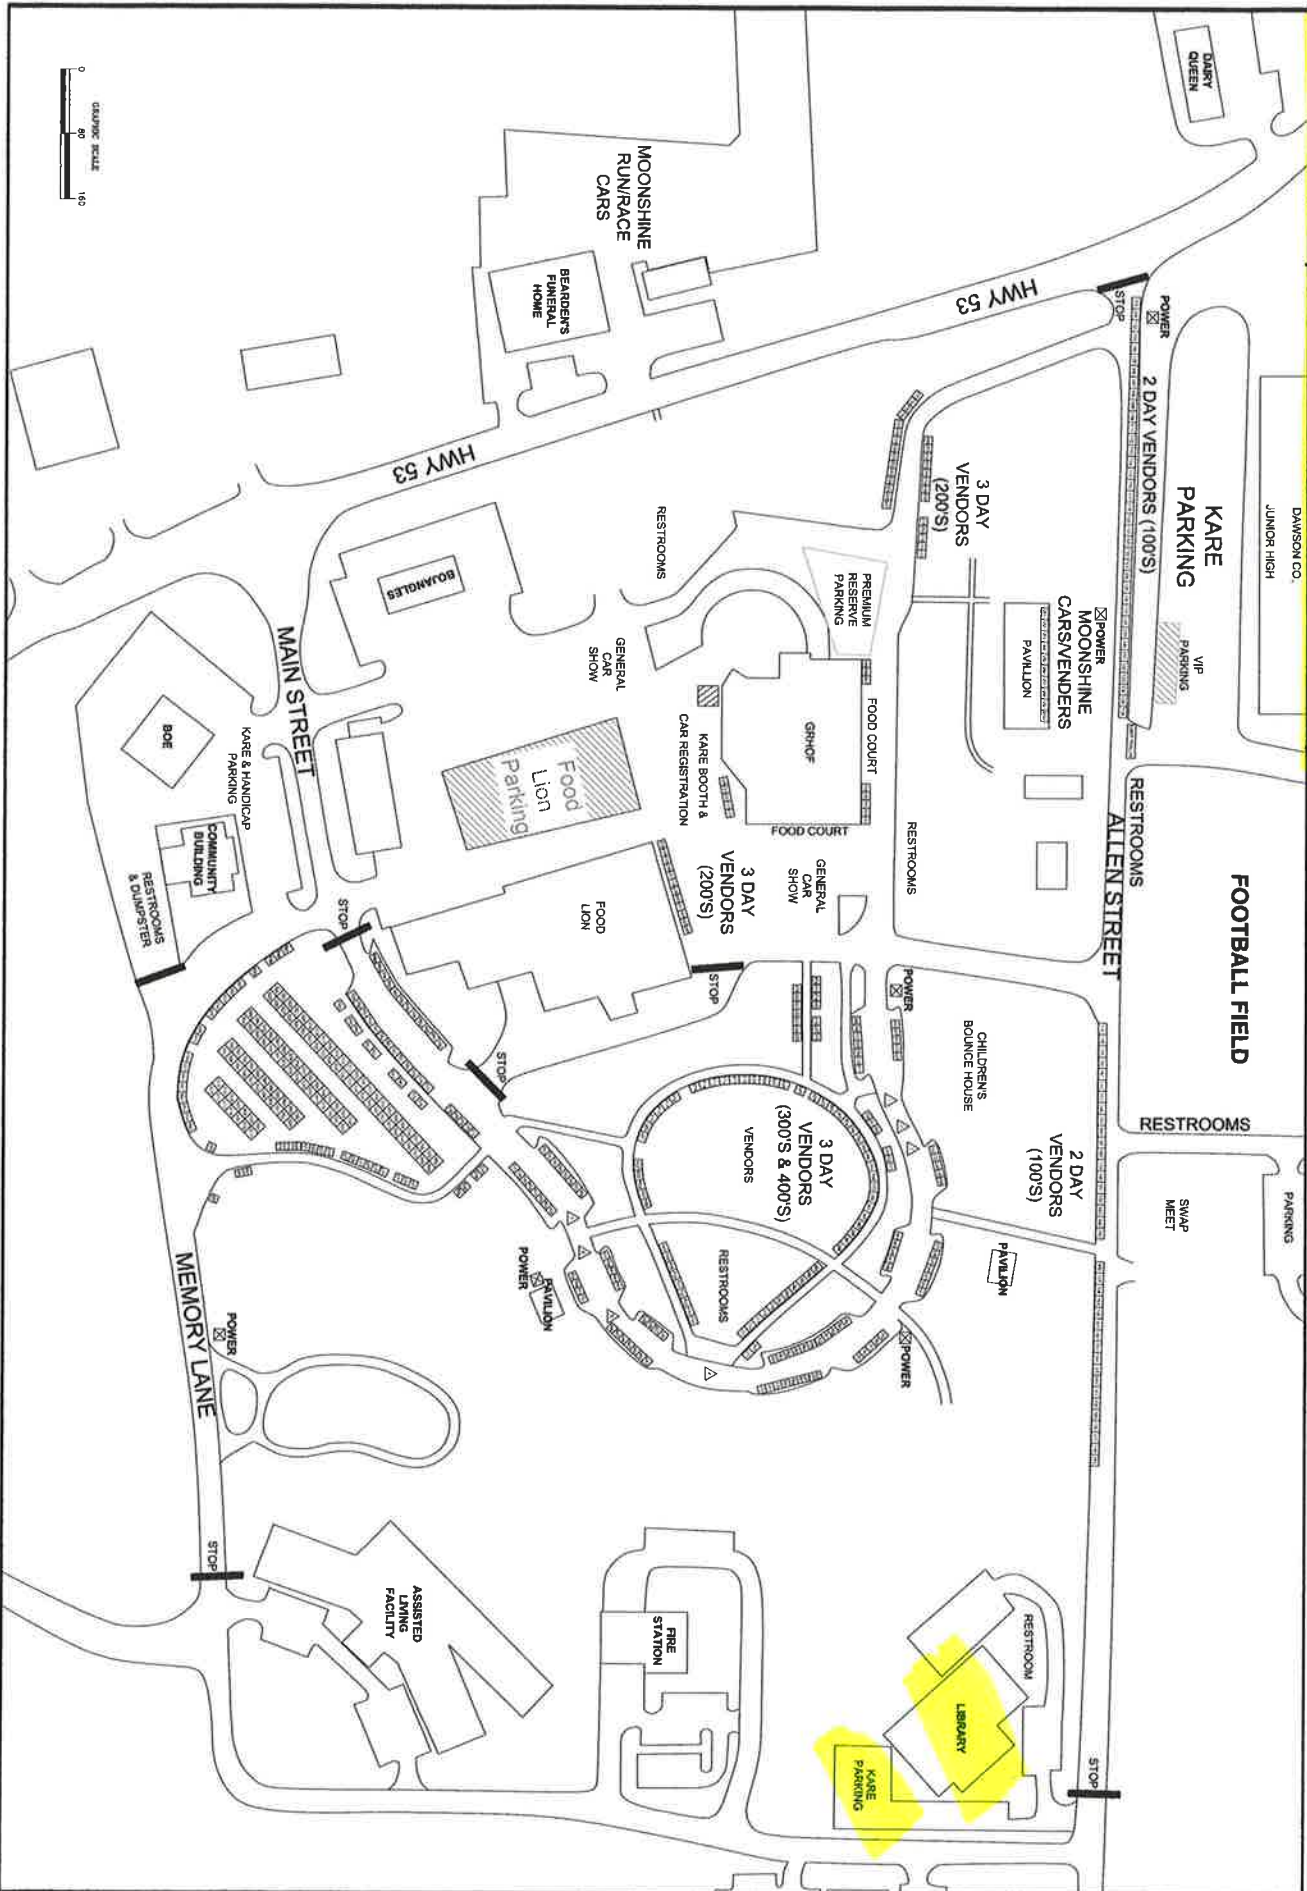 DAIRY
QUEEN
DAWSON CO.
JUNIOR HIGH
KARE
PARKING
VIP
PARKING
FOOTBALL FIELD
RESTROOMS
SWAP
MEET
PARKING
POWER
STOP
2 DAY VENDORS (100'S)
RESTROOMS
ALLEN STREET
HWY 53
3 DAY
VENDORS
(200'S)
POWER
MOONSHINE
CARS/VENDERS
PAVILLION
2 DAY
VENDORS
(100'S)
STOP
MOONSHINE
RUN/RACE
CARS
BEARDEN'S
FUNERAL
HOME
HWY 53
RESTROOMS
PREMIUM
RESERVE
PARKING
FOOD COURT
GRHOF
FOOD COURT
RESTROOMS
POWER
CHILDREN'S
BOUNCE HOUSE
PAVILION
RESTROOM
LIBRARY
KARE
PARKING
GENERAL
CAR
SHOW
KARE BOOTH &
CAR REGISTRATION
GENERAL
CAR
SHOW
3 DAY
VENDORS
(200'S)
STOP
3 DAY
VENDORS
(300'S & 400'S)
VENDORS
RESTROOMS
POWER
BOJANGLES
Food
Lion
Parking
FOOD
LION
STOP
POWER
PAVILION
FIRE
STATION
MAIN STREET
BOE
KARE & HANDICAP
PARKING
COMMUNITY
BUILDING
RESTROOMS
& DUMPSTER
STOP
MEMORY LANE
POWER
STOP
ASSISTED
LIVING
FACILITY
GRAPHIC SCALE
0 80 160